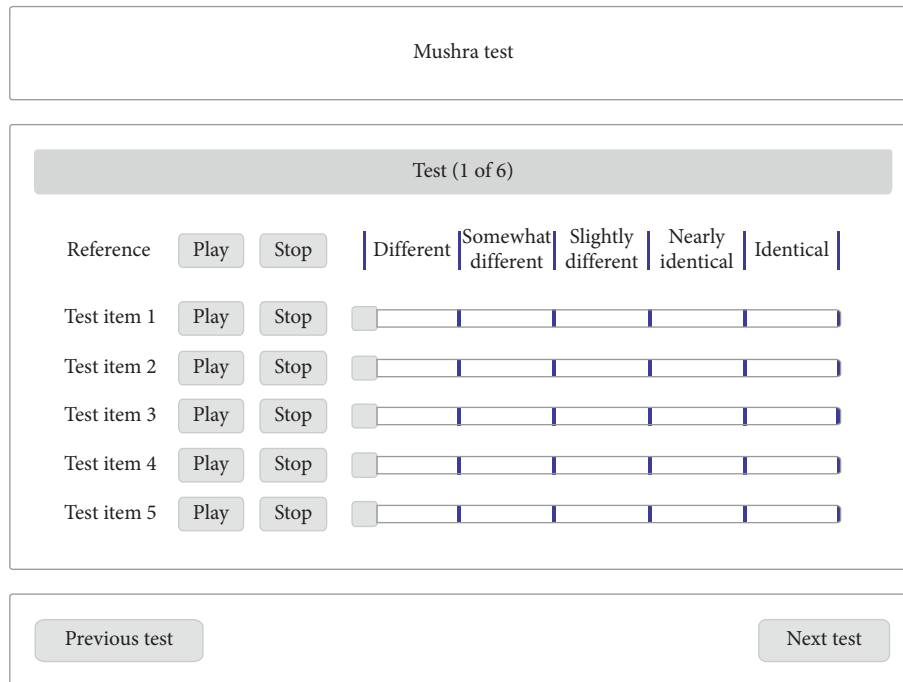 Mushra test
Test (1 of 6)
Reference Play Stop Different Somewhat different Slightly different Nearly identical Identical
Test item 1 Play Stop
Test item 2 Play Stop
Test item 3 Play Stop
Test item 4 Play Stop
Test item 5 Play Stop
Previous test Next test